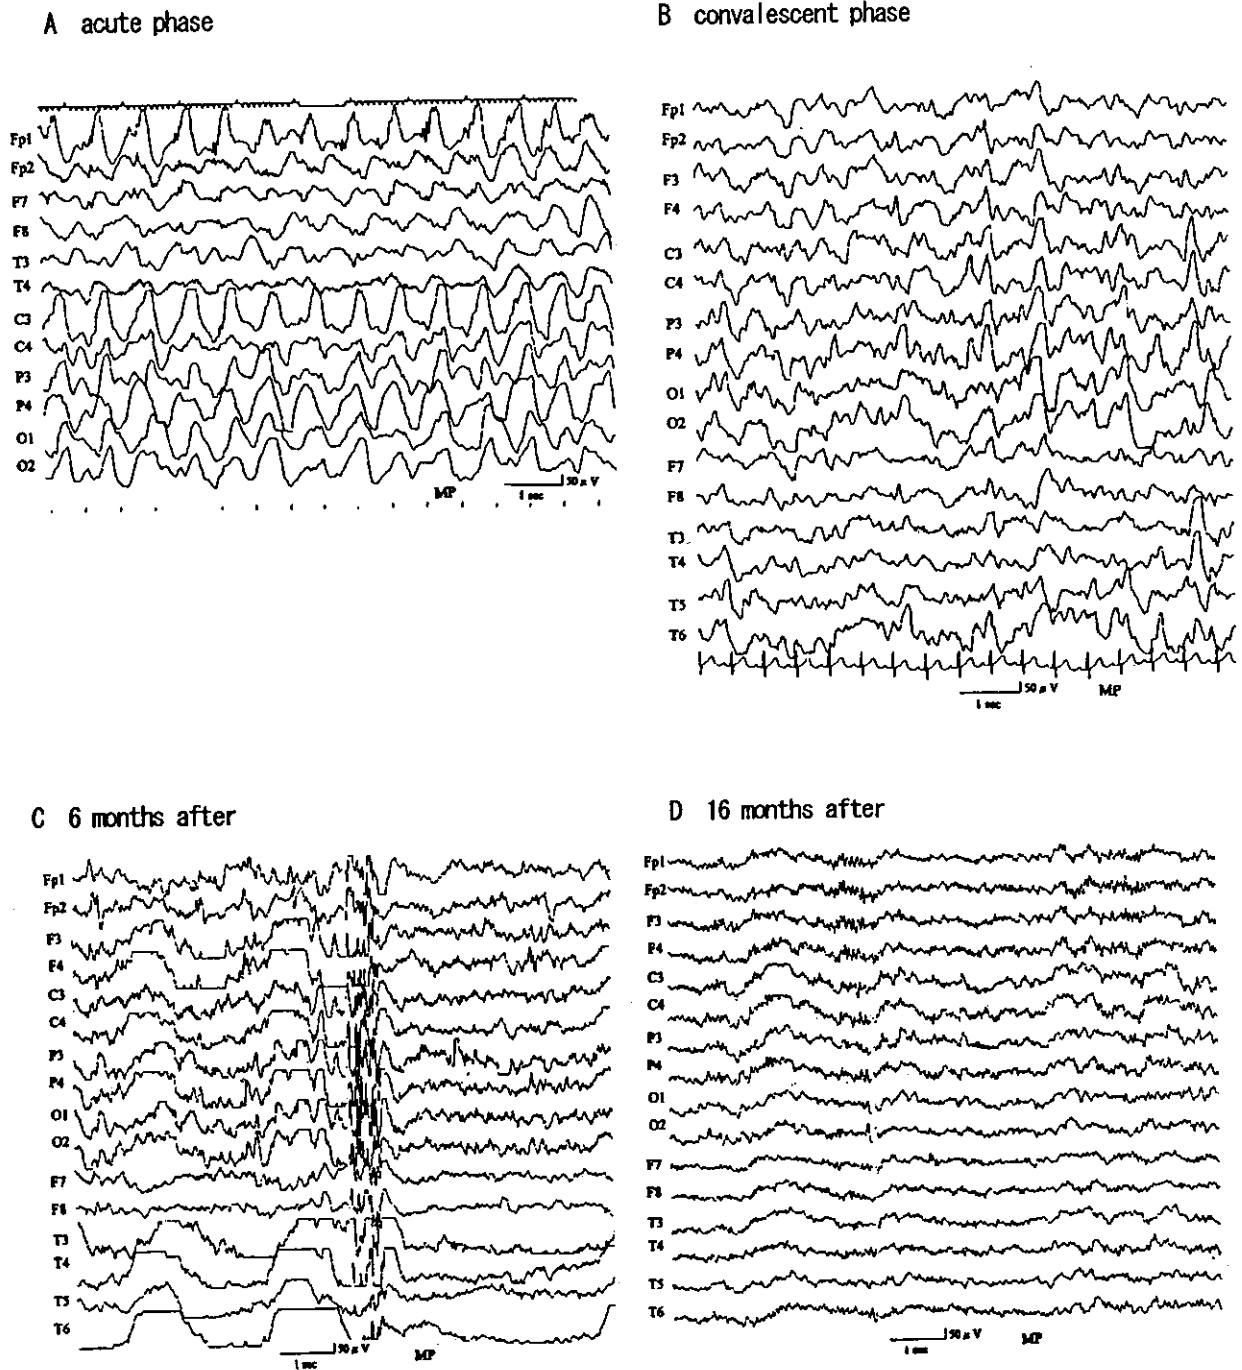 A acute phase
Fp1
Fp2
F7
F8
T3
T4
C3
C4
P3
P4
O1
O2
MP
1 sec
50 μ V
B convalescent phase
Fp1
Fp2
F3
F4
C3
C4
P3
P4
O1
O2
F7
F8
T3
T4
T5
T6
1 sec
50 μ V
MP
C 6 months after
Fp1
Fp2
F3
F4
C3
C4
P3
P4
O1
O2
F7
F8
T3
T4
T5
T6
1 sec
50 μ V
MP
D 16 months after
Fp1
Fp2
F3
F4
C3
C4
P3
P4
O1
O2
F7
F8
T3
T4
T5
T6
1 sec
50 μ V
MP